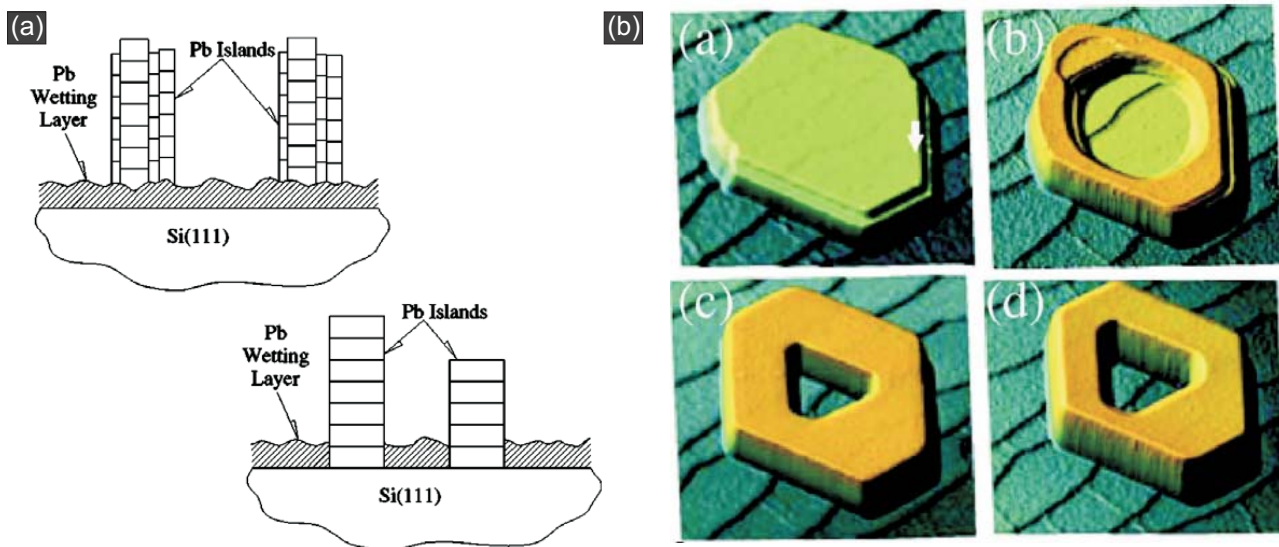 (a)
Pb Islands
Pb
Wetting
Layer
Si(111)
Pb Islands
Pb
Wetting
Layer
Si(111)
(b)
(a)
(b)
(c)
(d)